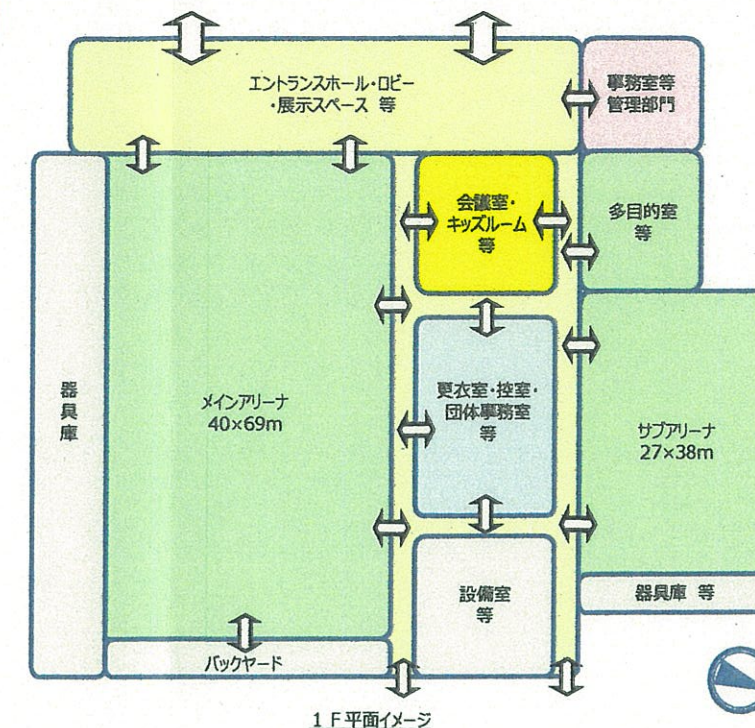 エントランスホール・ロビー
・展示スペース 等
事務室等
管理部門
会議室・
キッズルーム
等
多目的室
等
器
具
庫
メインアリーナ
40×69m
更衣室・控室・
団体事務室
等
サブアリーナ
27×38m
設備室
等
器具庫 等
バックヤード
1F平面イメージ